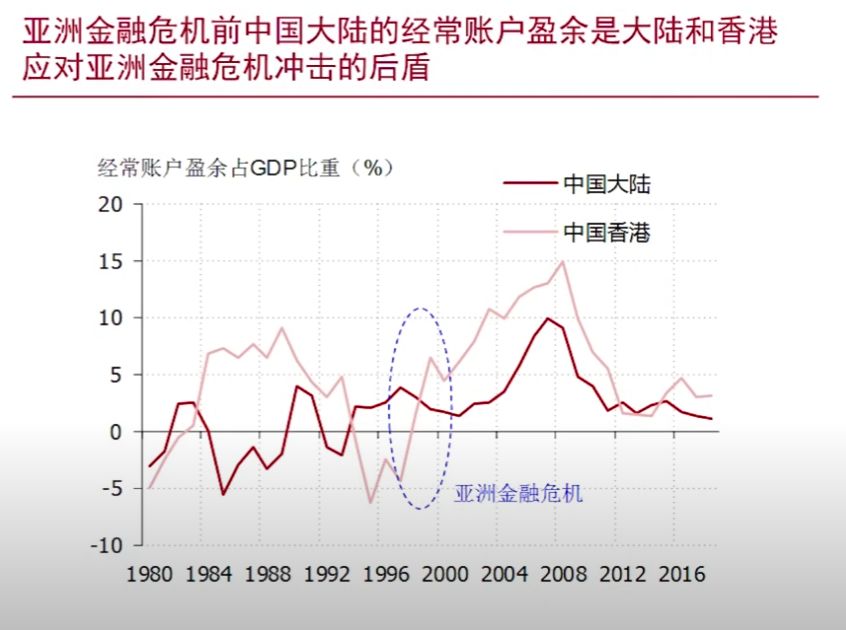 亚洲金融危机前中国大陆的经常账户盈余是大陆和香港
应对亚洲金融危机冲击的后盾
经常账户盈余占GDP比重（%）
中国大陆
中国香港
20
15
10
5
0
-5
-10
亚洲金融危机
1980 1984 1988 1992 1996 2000 2004 2008 2012 2016